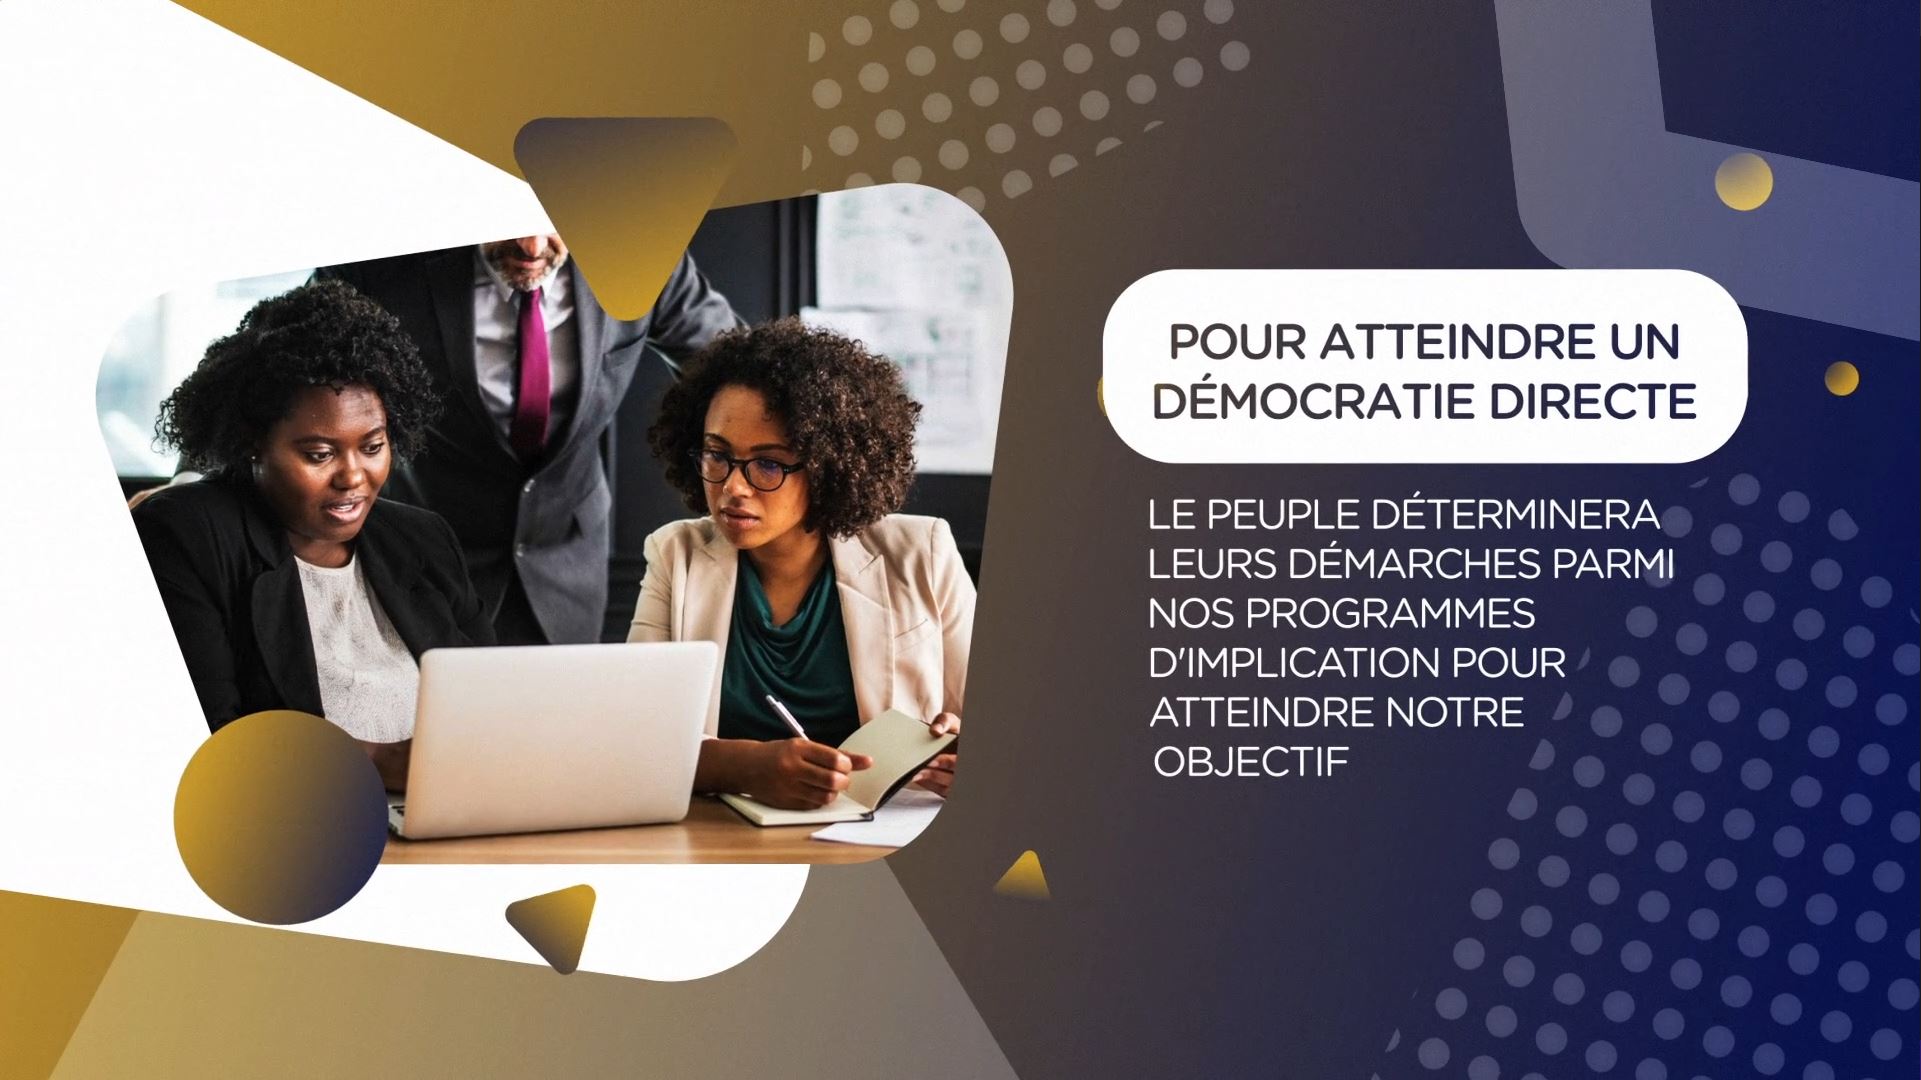 POUR ATTEINDRE UN
DÉMOCRATIE DIRECTE
LE PEUPLE DÉTERMINERA
LEURS DÉMARCHES PARMI
NOS PROGRAMMES
D'IMPLICATION POUR
ATTEINDRE NOTRE
OBJECTIF